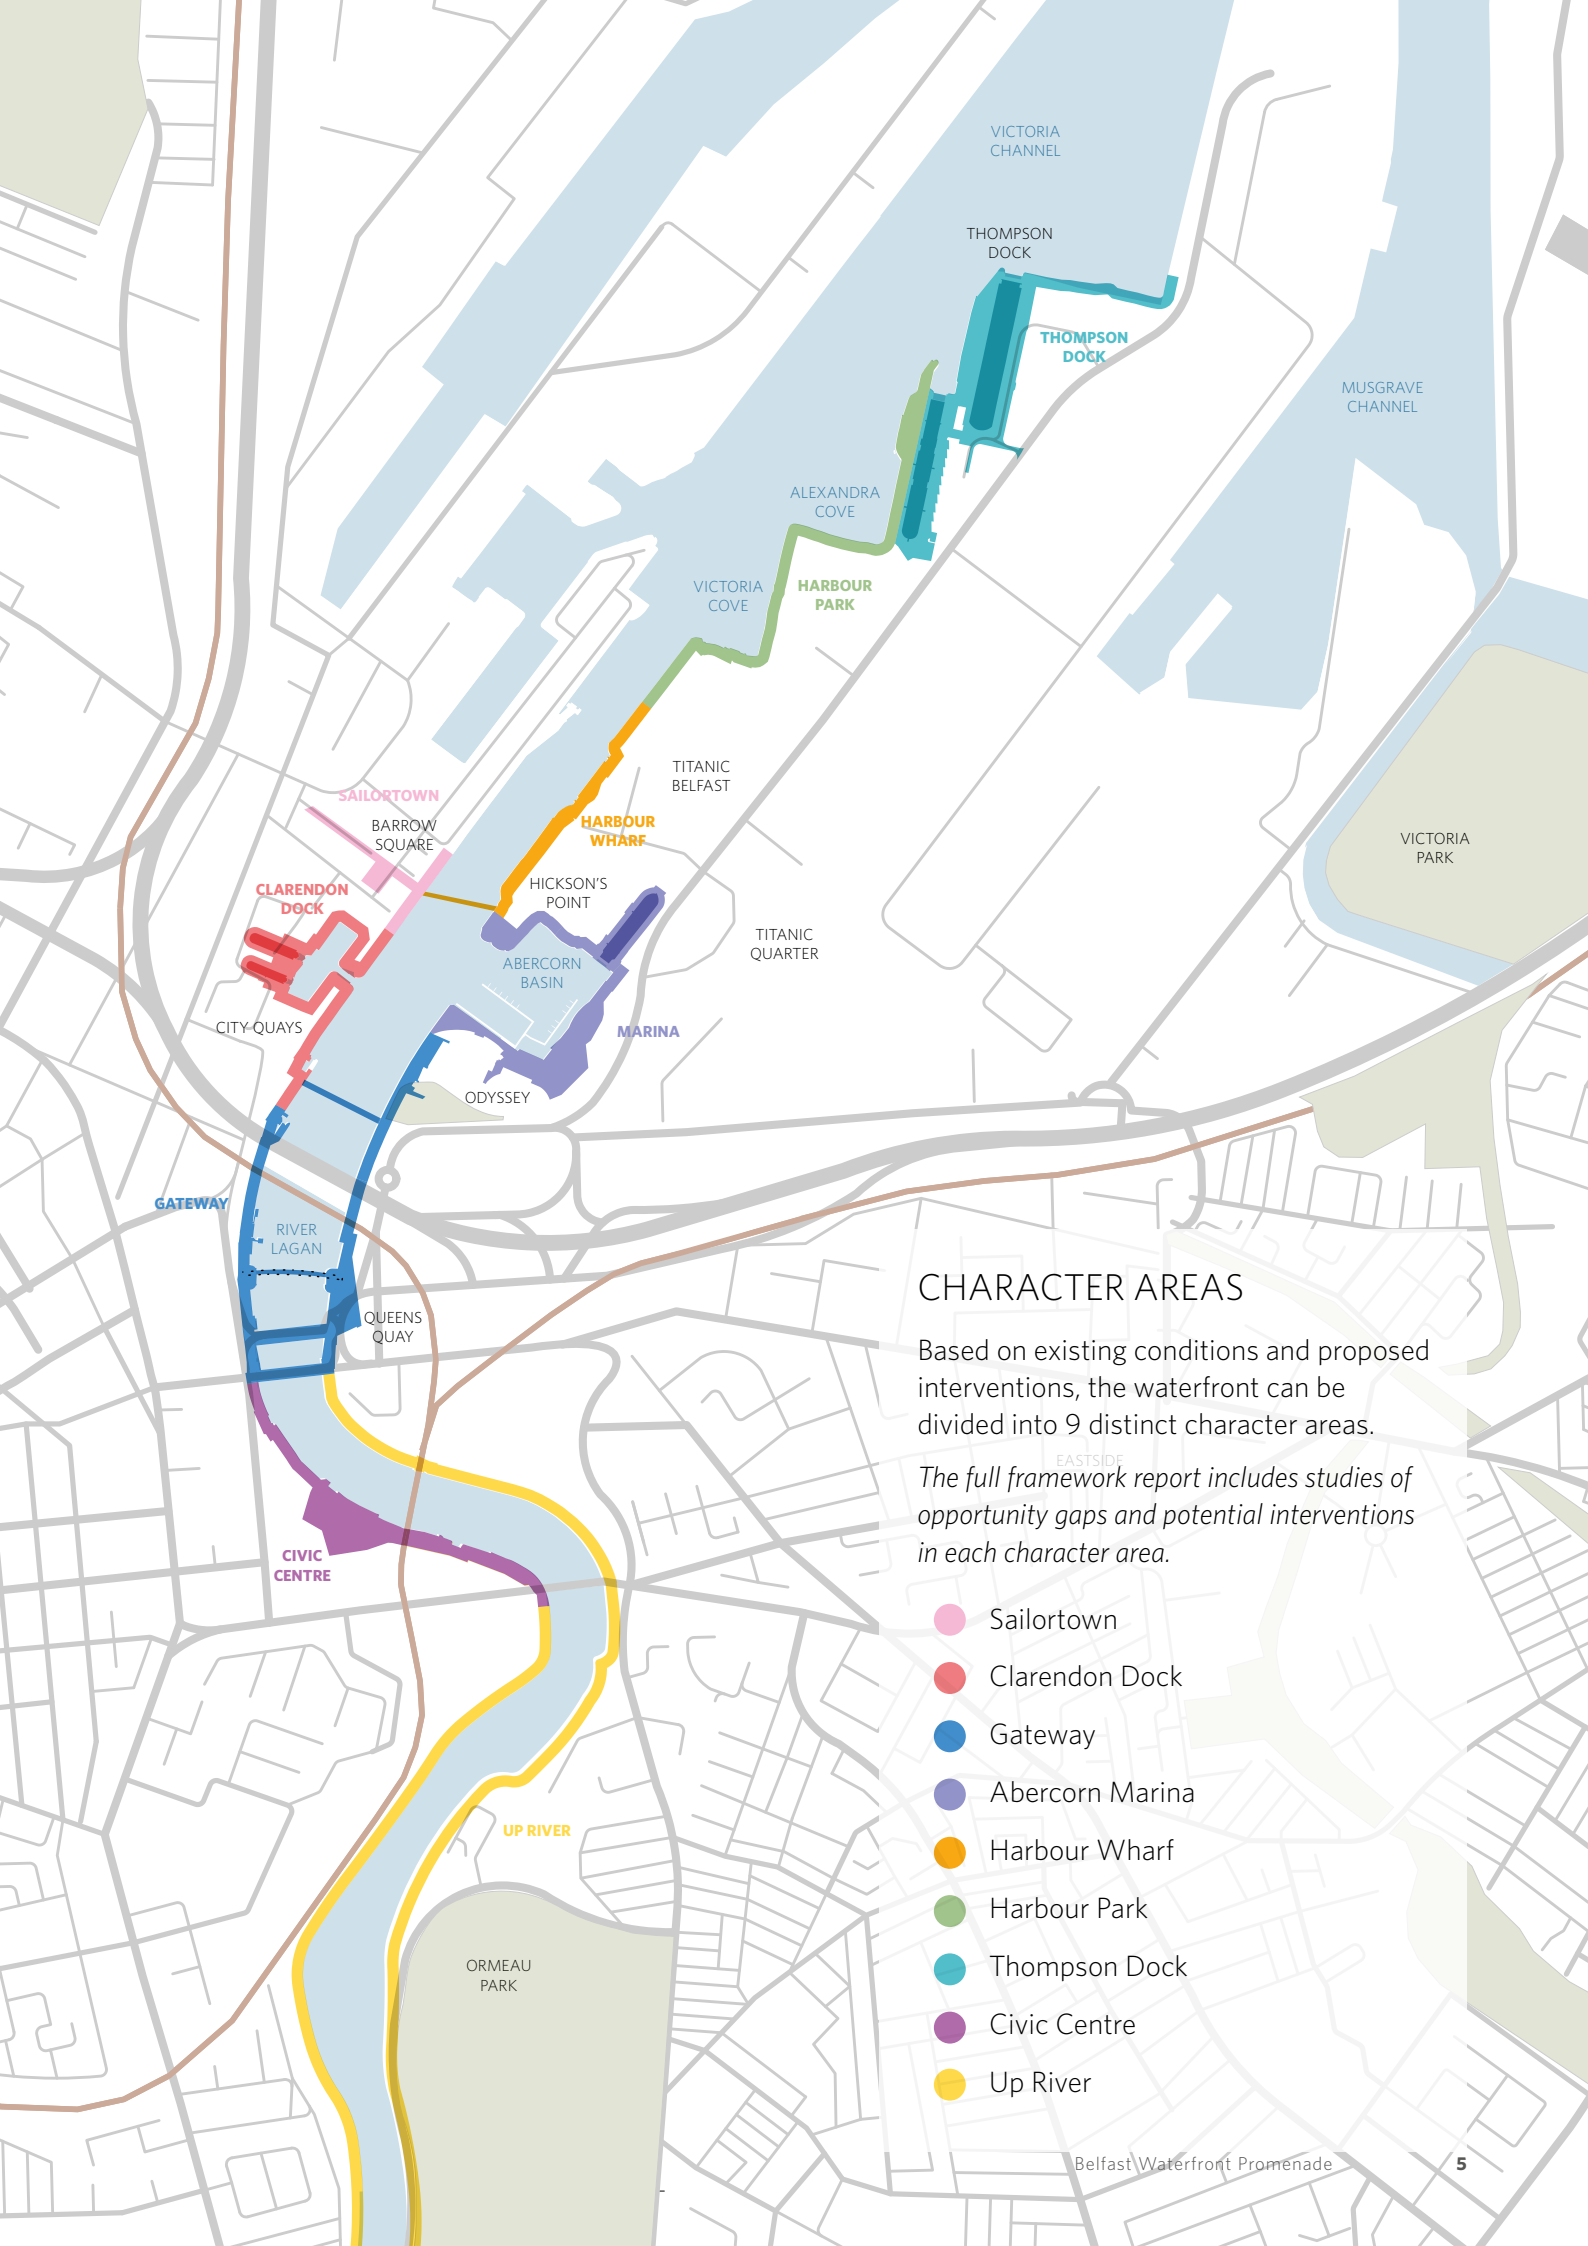 VICTORIA
CHANNEL
THOMPSON
DOCK
THOMPSON
DOCK
MUSGRAVE
CHANNEL
ALEXANDRA
COVE
VICTORIA
COVE
HARBOUR
PARK
TITANIC
BELFAST
SAILORTOWN
BARROW
SQUARE
HARBOUR
WHARF
VICTORIA
PARK
CLARENDON
DOCK
HICKSON'S
POINT
TITANIC
QUARTER
ABERCORN
BASIN
CITY QUAYS
MARINA
ODYSSEY
GATEWAY
RIVER
LAGAN
QUEENS
QUAY
CIVIC
CENTRE
UP RIVER
ORMEAU
PARK
CHARACTER AREAS
Based on existing conditions and proposed
interventions, the waterfront can be
divided into 9 distinct character areas.
EASTSIDE
The full framework report includes studies of
opportunity gaps and potential interventions
in each character area.
Sailortown
Clarendon Dock
Gateway
Abercorn Marina
Harbour Wharf
Harbour Park
Thompson Dock
Civic Centre
Up River
Belfast Waterfront Promenade 5